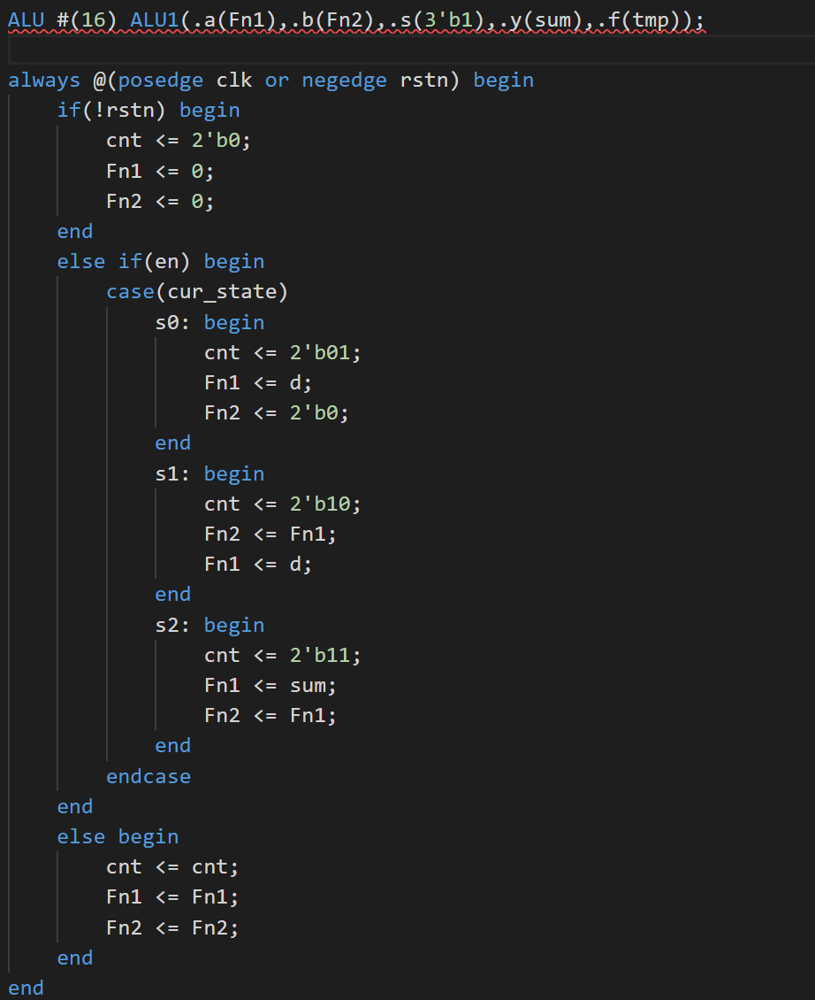 ALU #(16) ALU1(.a(Fn1),.b(Fn2),.s(3'b1),.y(sum),.f(tmp));
always @(posedge clk or negedge rstn) begin
if(!rstn) begin
cnt <= 2'b0;
Fn1 <= 0;
Fn2 <= 0;
end
else if(en) begin
case(cur_state)
s0: begin
cnt <= 2'b01;
Fn1 <= d;
Fn2 <= 2'b0;
end
s1: begin
cnt <= 2'b10;
Fn2 <= Fn1;
Fn1 <= d;
end
s2: begin
cnt <= 2'b11;
Fn1 <= sum;
Fn2 <= Fn1;
end
endcase
end
else begin
cnt <= cnt;
Fn1 <= Fn1;
Fn2 <= Fn2;
end
end